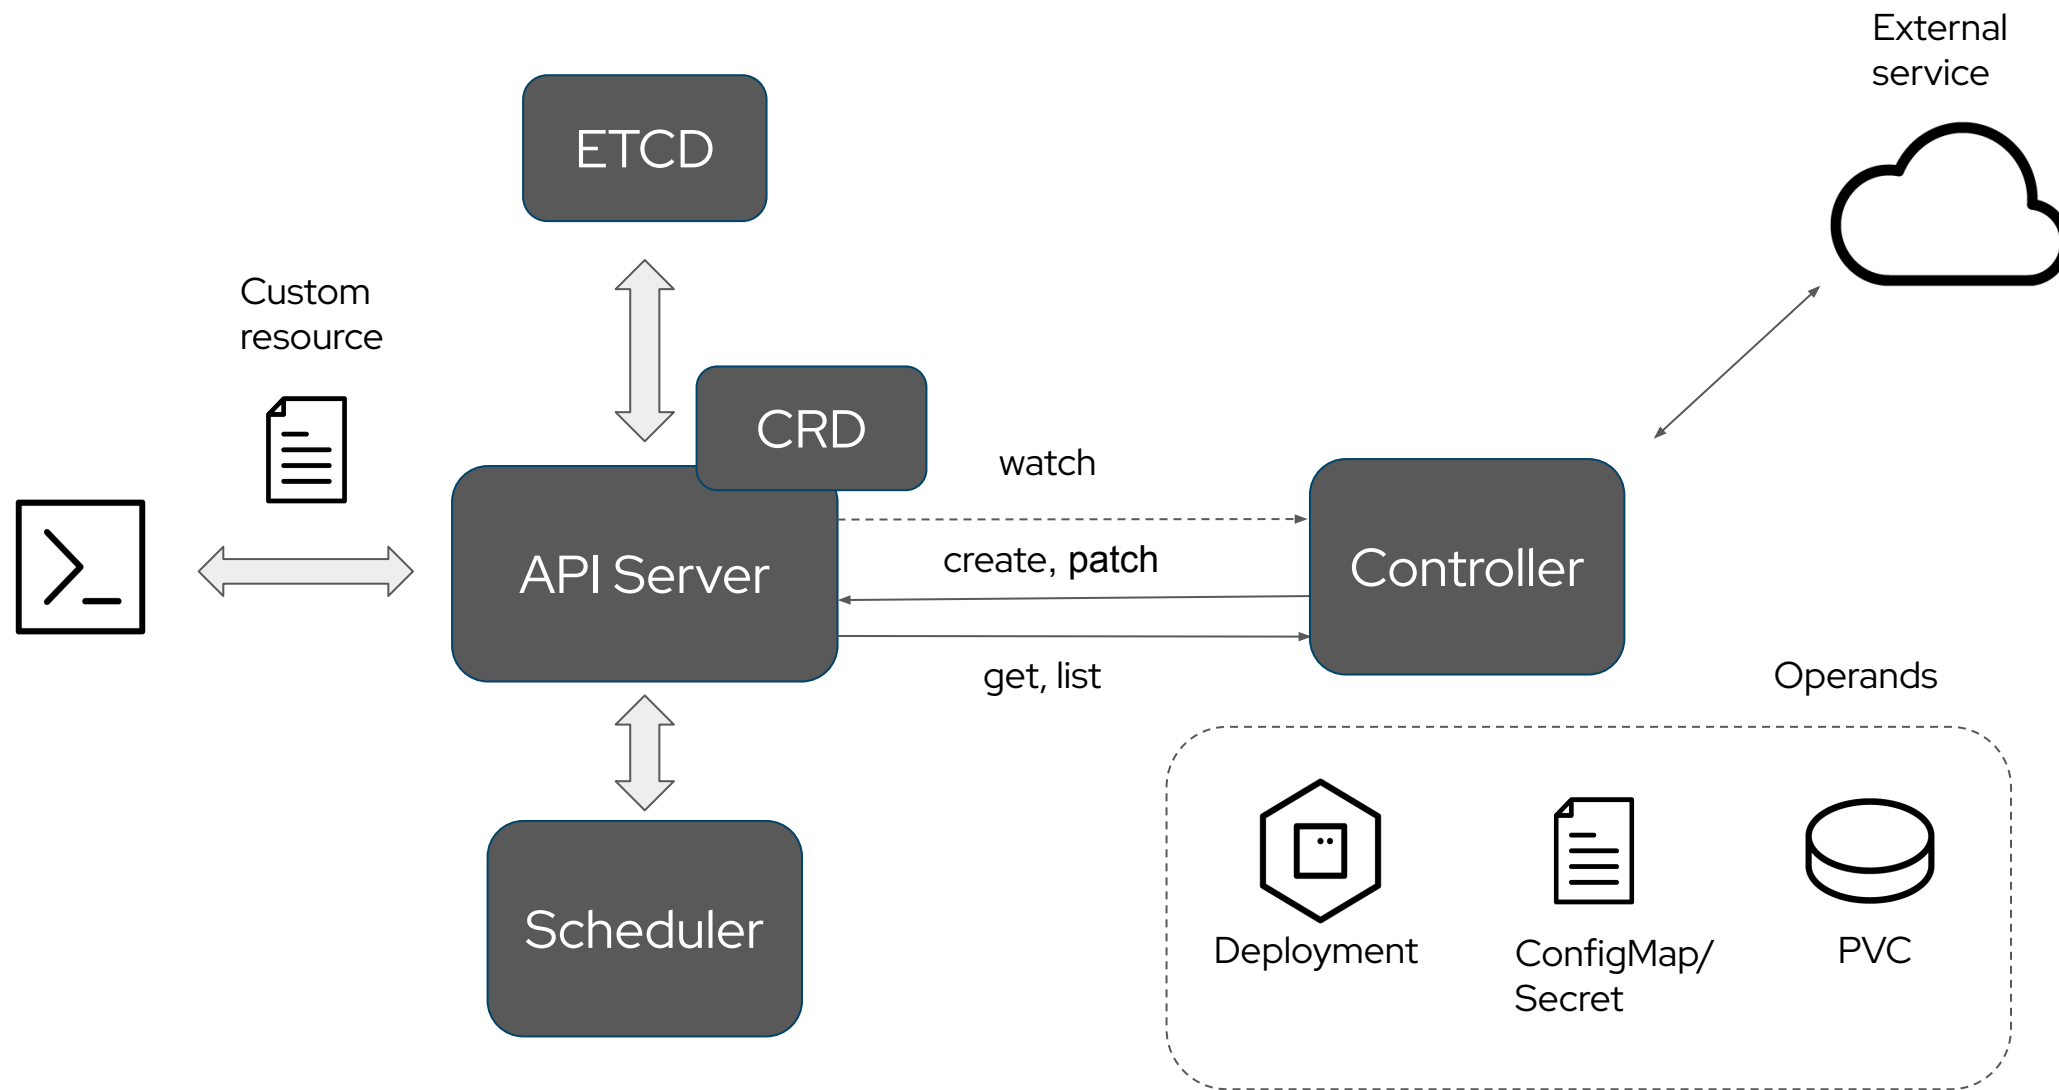 External
service
ETCD
Custom
resource
CRD
watch
create, patch
API Server
Controller
get, list
Operands
Scheduler
Deployment
ConfigMap/
Secret
PVC